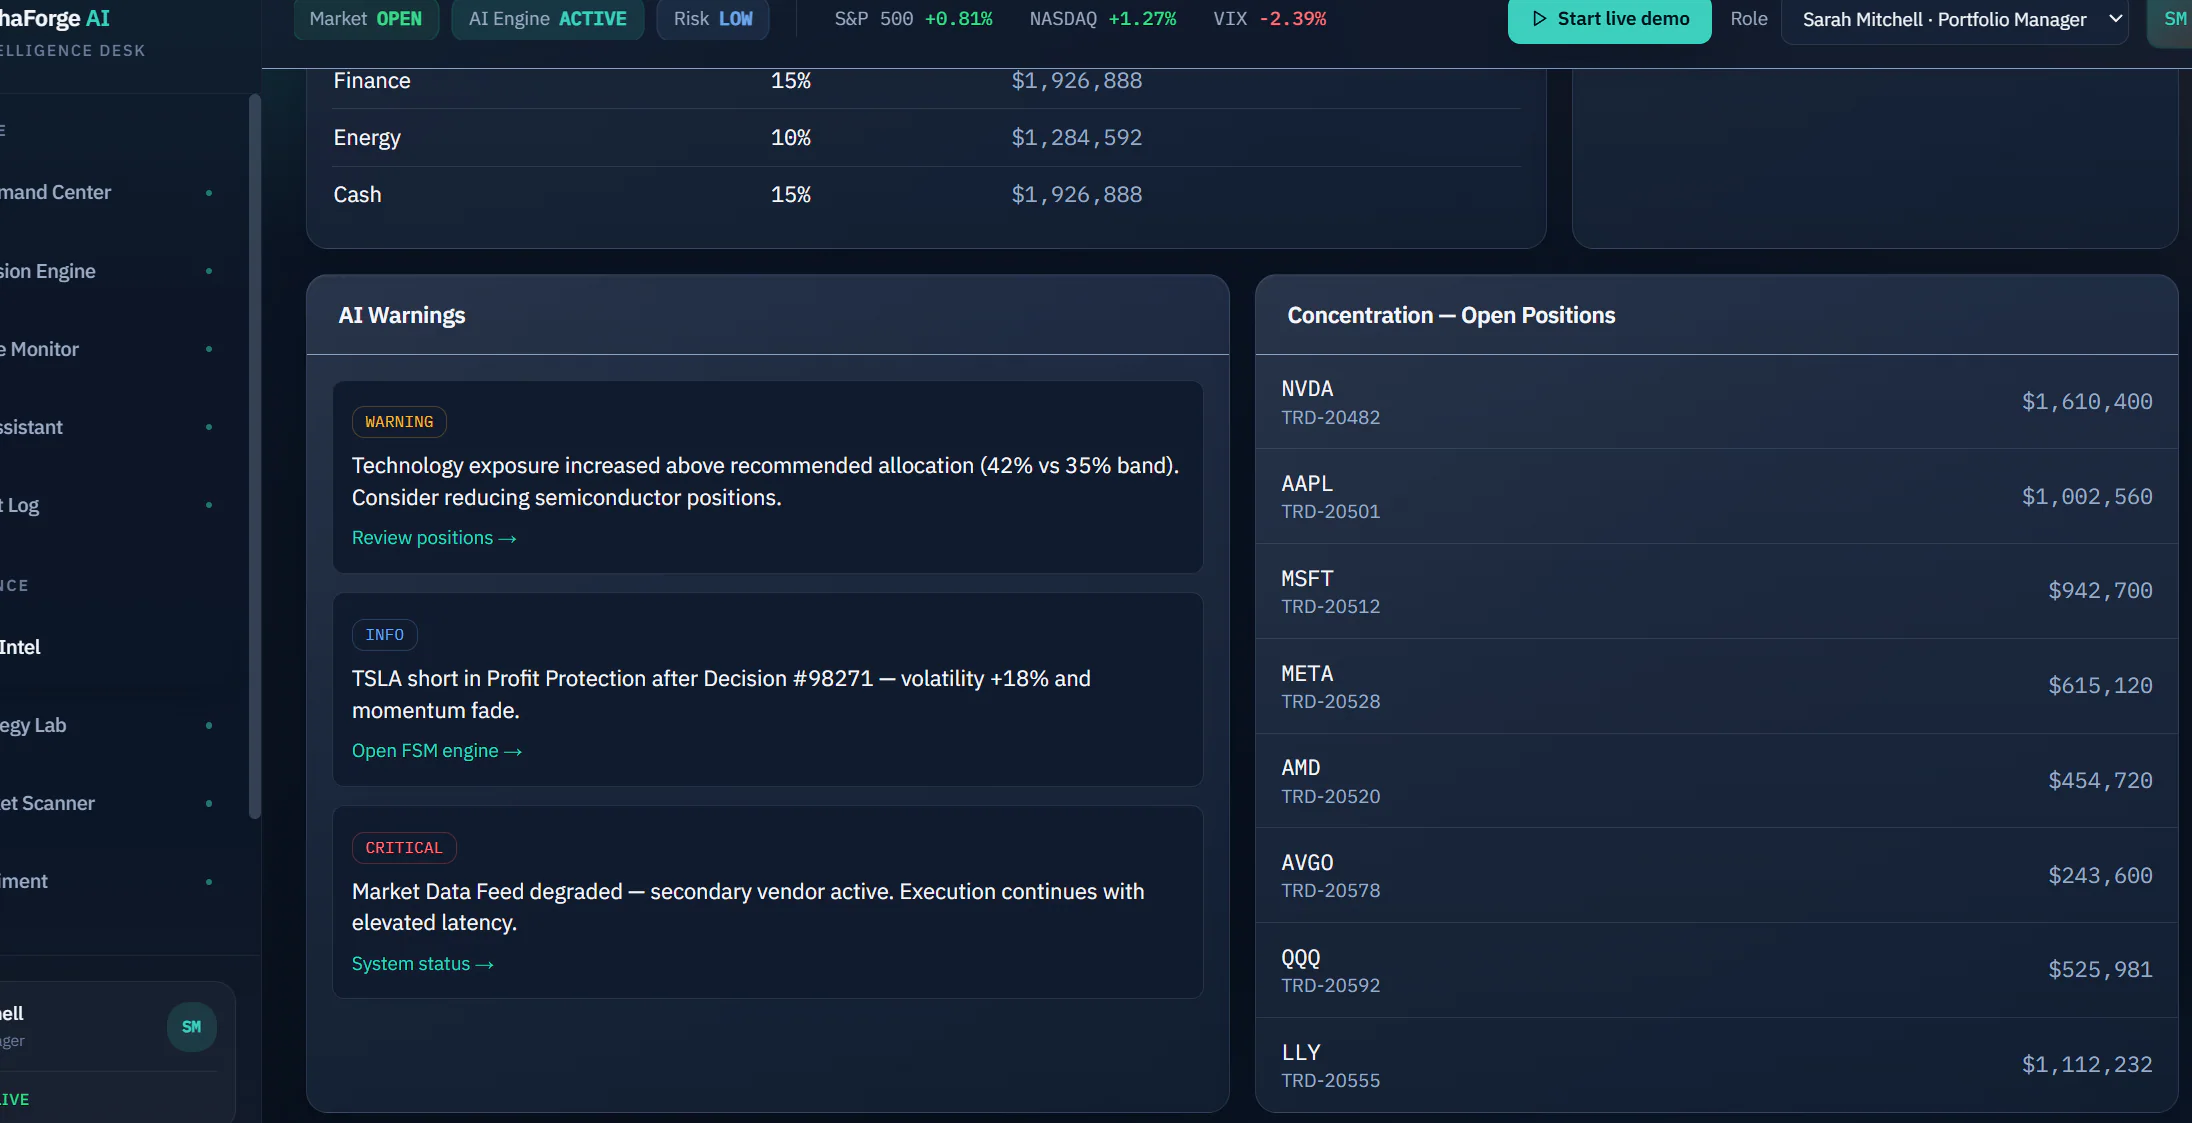 haForge AI
ELLIGENCE DESK
Market OPEN
AI Engine ACTIVE
Risk LOW
S&P 500 +0.81%
NASDAQ +1.27%
VIX -2.39%
Start live demo
Role
Sarah Mitchell · Portfolio Manager
SM
E
mand Center
sion Engine
e Monitor
ssistant
t Log
NCE
Intel
egy Lab
et Scanner
iment
ell
ager
SM
LIVE
Finance 15% $1,926,888
Energy 10% $1,284,592
Cash 15% $1,926,888
AI Warnings
WARNING
Technology exposure increased above recommended allocation (42% vs 35% band).
Consider reducing semiconductor positions.
Review positions →
INFO
TSLA short in Profit Protection after Decision #98271 — volatility +18% and
momentum fade.
Open FSM engine →
CRITICAL
Market Data Feed degraded — secondary vendor active. Execution continues with
elevated latency.
System status →
Concentration — Open Positions
NVDA
TRD-20482
$1,610,400
AAPL
TRD-20501
$1,002,560
MSFT
TRD-20512
$942,700
META
TRD-20528
$615,120
AMD
TRD-20520
$454,720
AVGO
TRD-20578
$243,600
QQQ
TRD-20592
$525,981
LLY
TRD-20555
$1,112,232